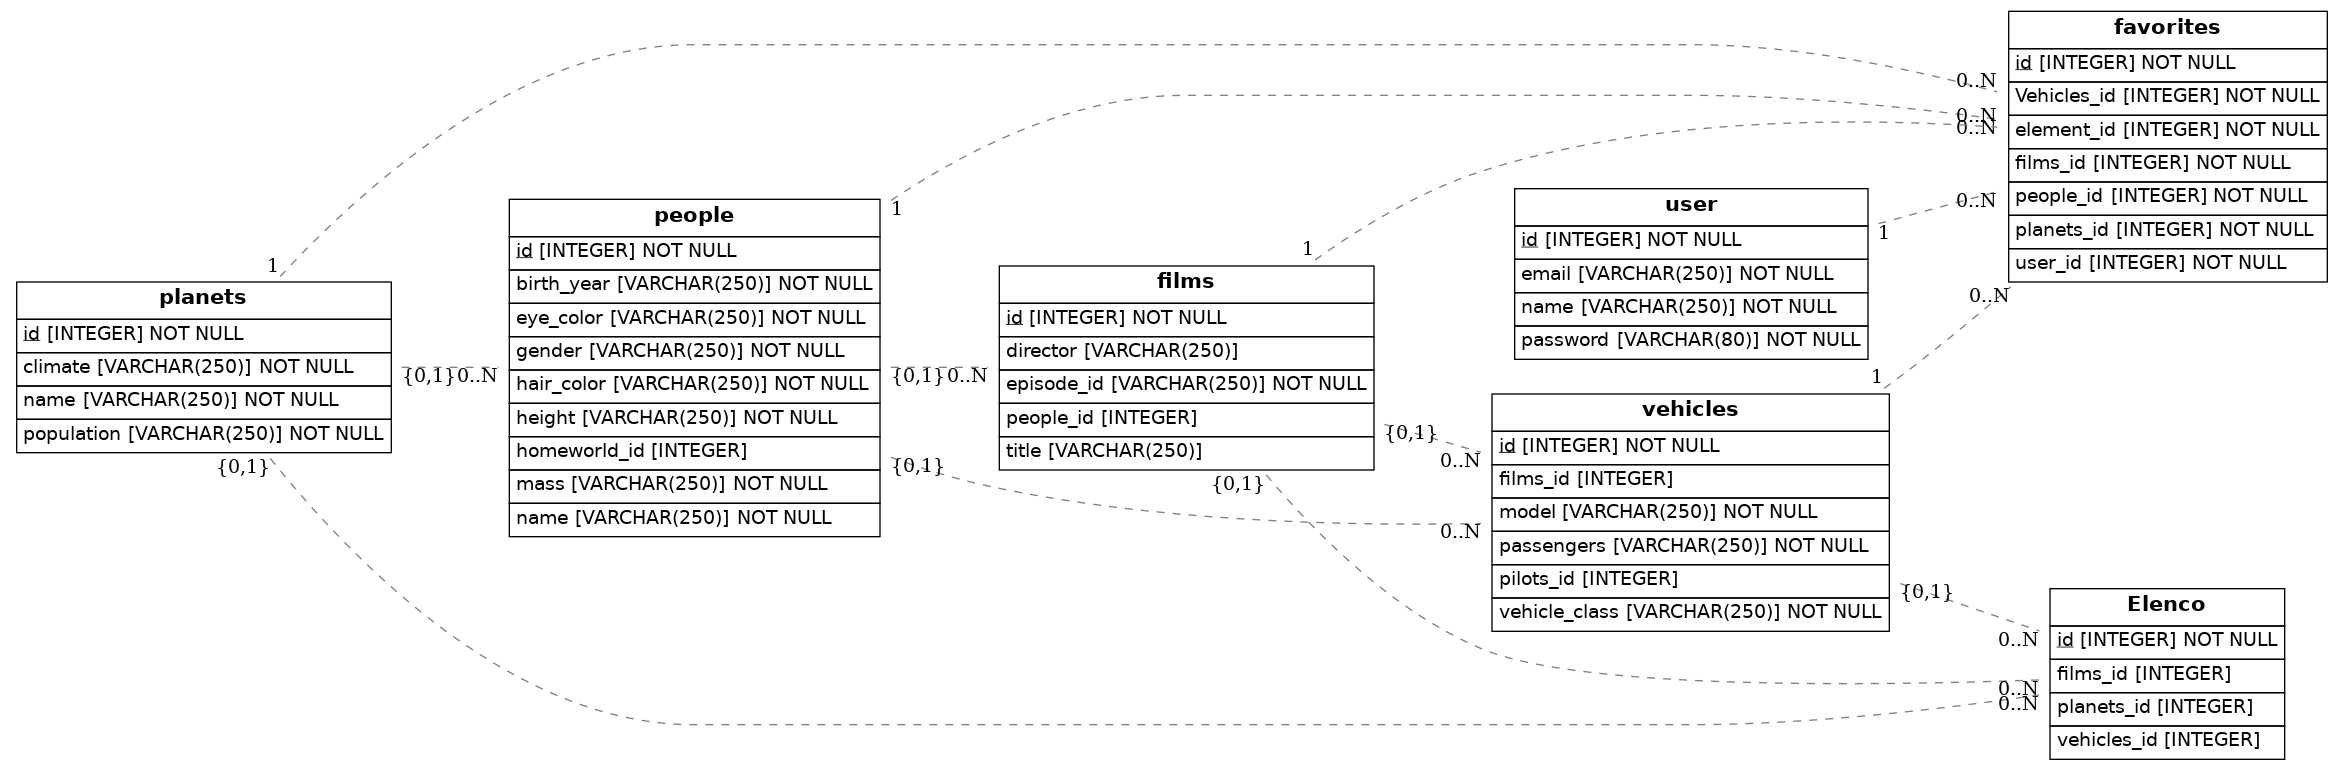 favorites
id [INTEGER] NOT NULL
Vehicles_id [INTEGER] NOT NULL
element_id [INTEGER] NOT NULL
films_id [INTEGER] NOT NULL
people_id [INTEGER] NOT NULL
planets_id [INTEGER] NOT NULL
user_id [INTEGER] NOT NULL
0..N
0..N
0..N
0..N
0..N
user
id [INTEGER] NOT NULL
email [VARCHAR(250)] NOT NULL
name [VARCHAR(250)] NOT NULL
password [VARCHAR(80)] NOT NULL
1
people
id [INTEGER] NOT NULL
birth_year [VARCHAR(250)] NOT NULL
eye_color [VARCHAR(250)] NOT NULL
gender [VARCHAR(250)] NOT NULL
hair_color [VARCHAR(250)] NOT NULL
height [VARCHAR(250)] NOT NULL
homeworld_id [INTEGER]
mass [VARCHAR(250)] NOT NULL
name [VARCHAR(250)] NOT NULL
1
{0,1}
0..N
{0,1}
films
id [INTEGER] NOT NULL
director [VARCHAR(250)]
episode_id [VARCHAR(250)] NOT NULL
people_id [INTEGER]
title [VARCHAR(250)]
1
0..N
{0,1}
{0,1}
planets
id [INTEGER] NOT NULL
climate [VARCHAR(250)] NOT NULL
name [VARCHAR(250)] NOT NULL
population [VARCHAR(250)] NOT NULL
1
{0,1}
{0,1}
vehicles
id [INTEGER] NOT NULL
films_id [INTEGER]
model [VARCHAR(250)] NOT NULL
passengers [VARCHAR(250)] NOT NULL
pilots_id [INTEGER]
vehicle_class [VARCHAR(250)] NOT NULL
1
0..N
0..N
{0,1}
Elenco
id [INTEGER] NOT NULL
films_id [INTEGER]
planets_id [INTEGER]
vehicles_id [INTEGER]
0..N
0..N
0..N